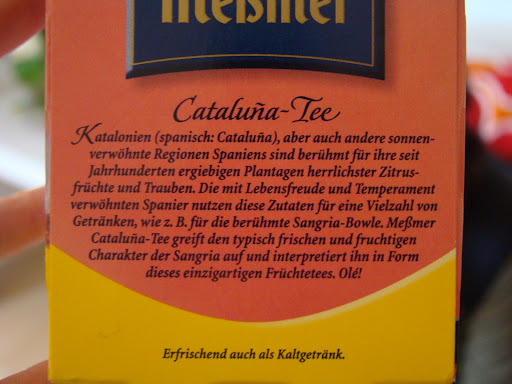 Meßmer
Cataluña-Tee
Katalonien (spanisch: Cataluña), aber auch andere sonnen-
verwöhnte Regionen Spaniens sind berühmt für ihre seit
Jahrhunderten ergiebigen Plantagen herrlichster Zitrus-
früchte und Trauben. Die mit Lebensfreude und Temperament
verwöhnten Spanier nutzen diese Zutaten für eine Vielzahl von
Getränken, wie z. B. für die berühmte Sangria-Bowle. Meßmer
Cataluña-Tee greift den typisch frischen und fruchtigen
Charakter der Sangria auf und interpretiert ihn in Form
dieses einzigartigen Früchtetees. Olé!
Erfrischend auch als Kaltgetränk.